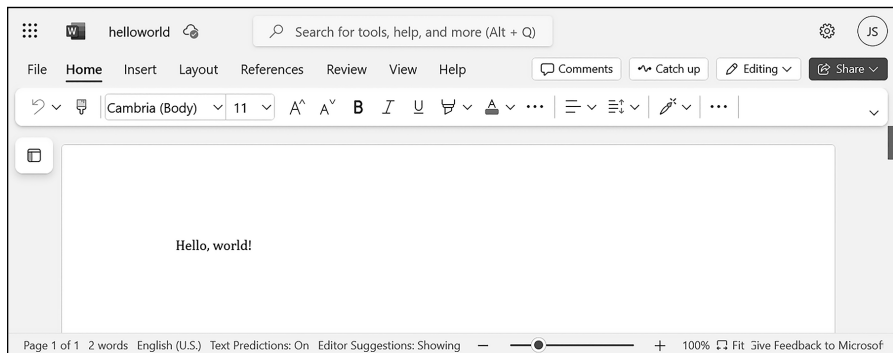 W helloworld Search for tools, help, and more (Alt + Q) JS
File Home Insert Layout References Review View Help Comments Catch up Editing Share
Cambria (Body) 11 A A B I U A
Hello, world!
Page 1 of 1 2 words English (U.S.) Text Predictions: On Editor Suggestions: Showing 100% Fit Give Feedback to Microsof